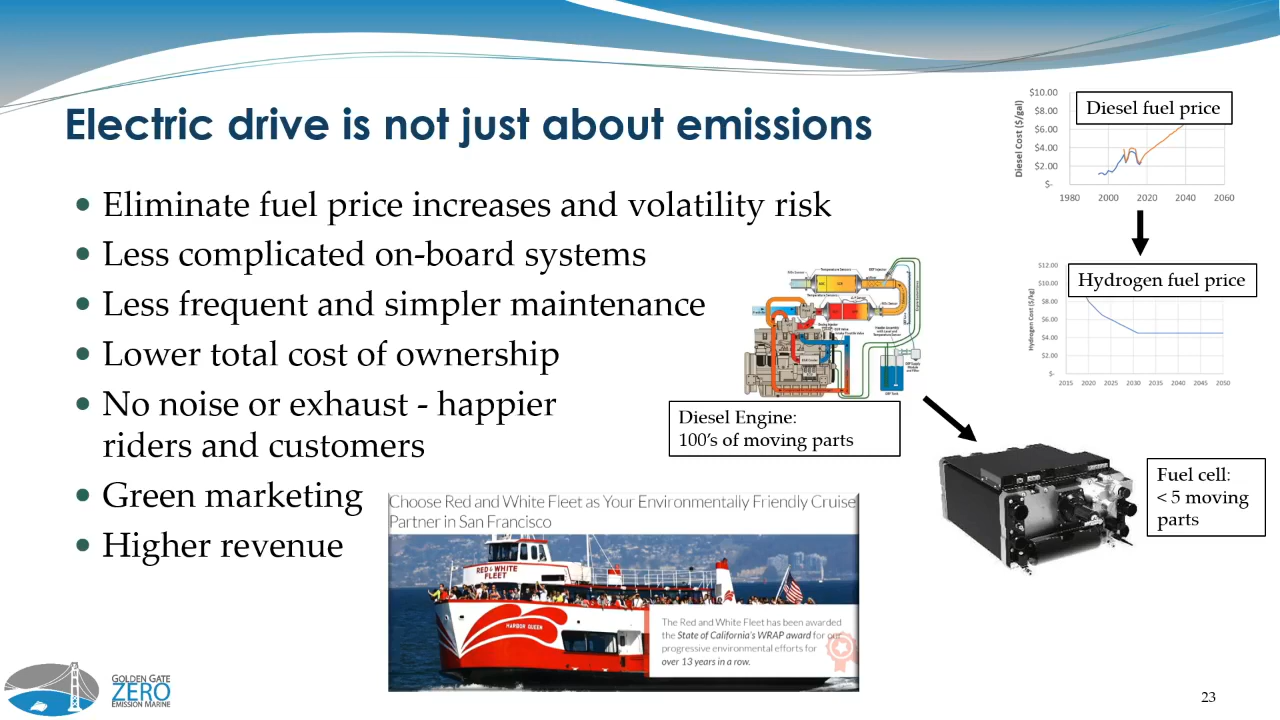 Electric drive is not just about emissions
• Eliminate fuel price increases and volatility risk
• Less complicated on-board systems
• Less frequent and simpler maintenance
• Lower total cost of ownership
• No noise or exhaust - happier
riders and customers
• Green marketing
• Higher revenue
Diesel fuel price
Diesel Cost ($/gal)
$10.00
$8.00
$6.00
$4.00
$2.00
$-
1980 2000 2020 2040 2060
Hydrogen fuel price
Hydrogen Cost ($/kg)
$12.00
$10.00
$8.00
$6.00
$4.00
$2.00
$-
2015 2020 2025 2030 2035 2040 2045 2050
Temperature Sensors
Temperature Sensors
Diesel Engine:
100's of moving parts
Fuel cell:
< 5 moving
parts
Choose Red and White Fleet as Your Environmentally Friendly Cruise
Partner in San Francisco
RED & WHITE
FLEET
HARBOR QUEEN
The Red and White Fleet has been awarded
the State of California's WRAP award for our
progressive environmental efforts for
over 13 years in a row.
GOLDEN GATE
ZERO
EMISSION MARINE
23